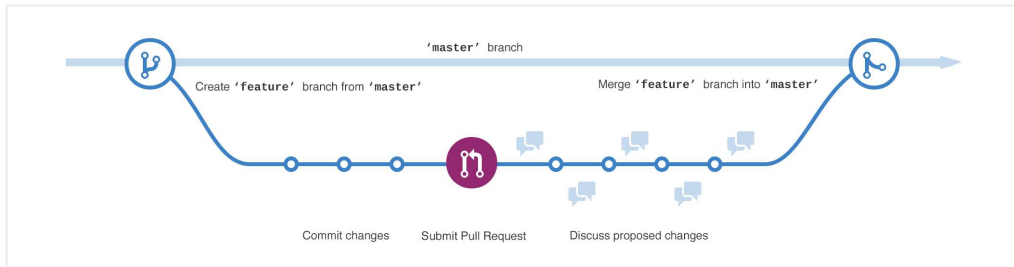 ‘master’ branch
Create ‘feature’ branch from ‘master’
Merge ‘feature’ branch into ‘master’
Commit changes
Submit Pull Request
Discuss proposed changes